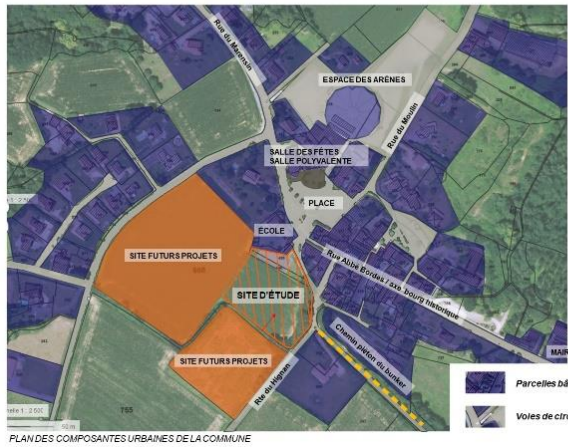 Rue du Marensin
ESPACE DES ARÈNES
Rue du Moulin
SALLE DES FÊTES
SALLE POLYVALENTE
PLACE
ÉCOLE
SITE FUTURS PROJETS
Rue Abbé Bordes / axe bourg historique
SITE D'ÉTUDE
Chemin piéton du bunker
SITE FUTURS PROJETS
Rte du Hignan
MAIR
Parcelles bâ
Voies de circ
50 m
PLAN DES COMPOSANTES URBAINES DE LA COMMUNE